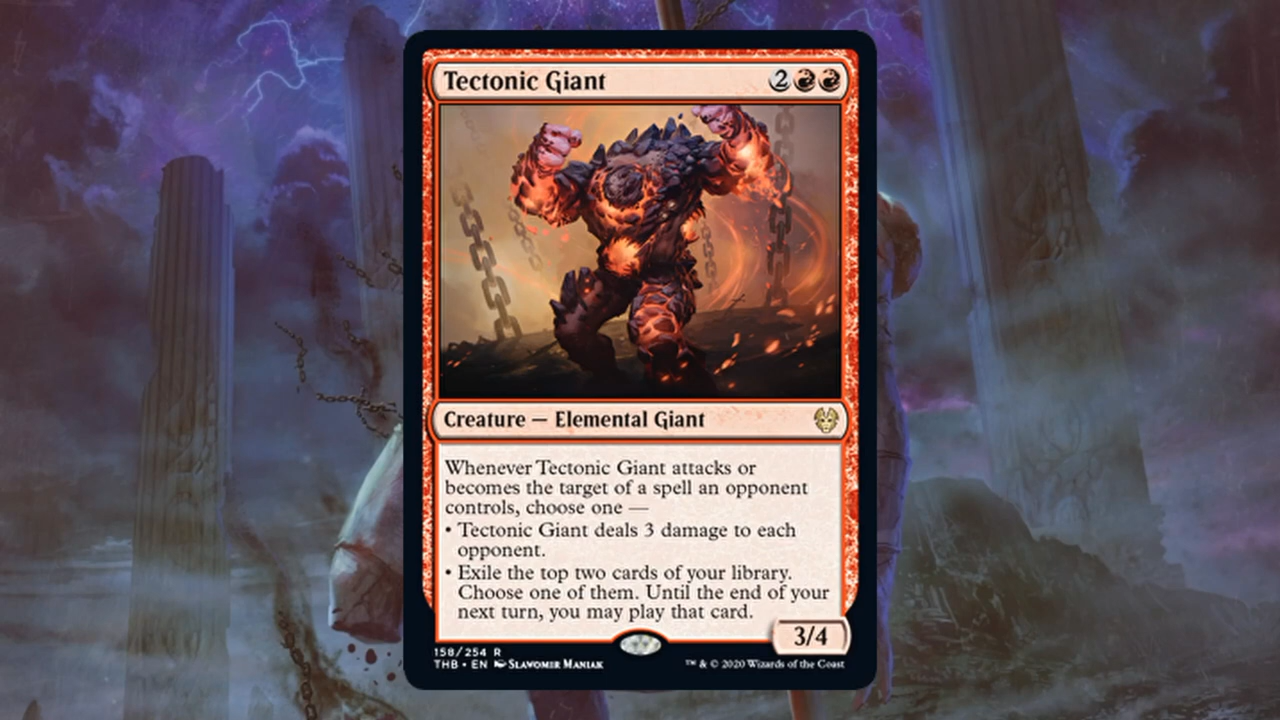 Tectonic Giant 2
Creature — Elemental Giant
Whenever Tectonic Giant attacks or
becomes the target of a spell an opponent
controls, choose one —
• Tectonic Giant deals 3 damage to each
opponent.
• Exile the top two cards of your library.
Choose one of them. Until the end of your
next turn, you may play that card.
3/4
158/254 R
THB • EN Slawomir Maniak
™ & © 2020 Wizards of the Coast